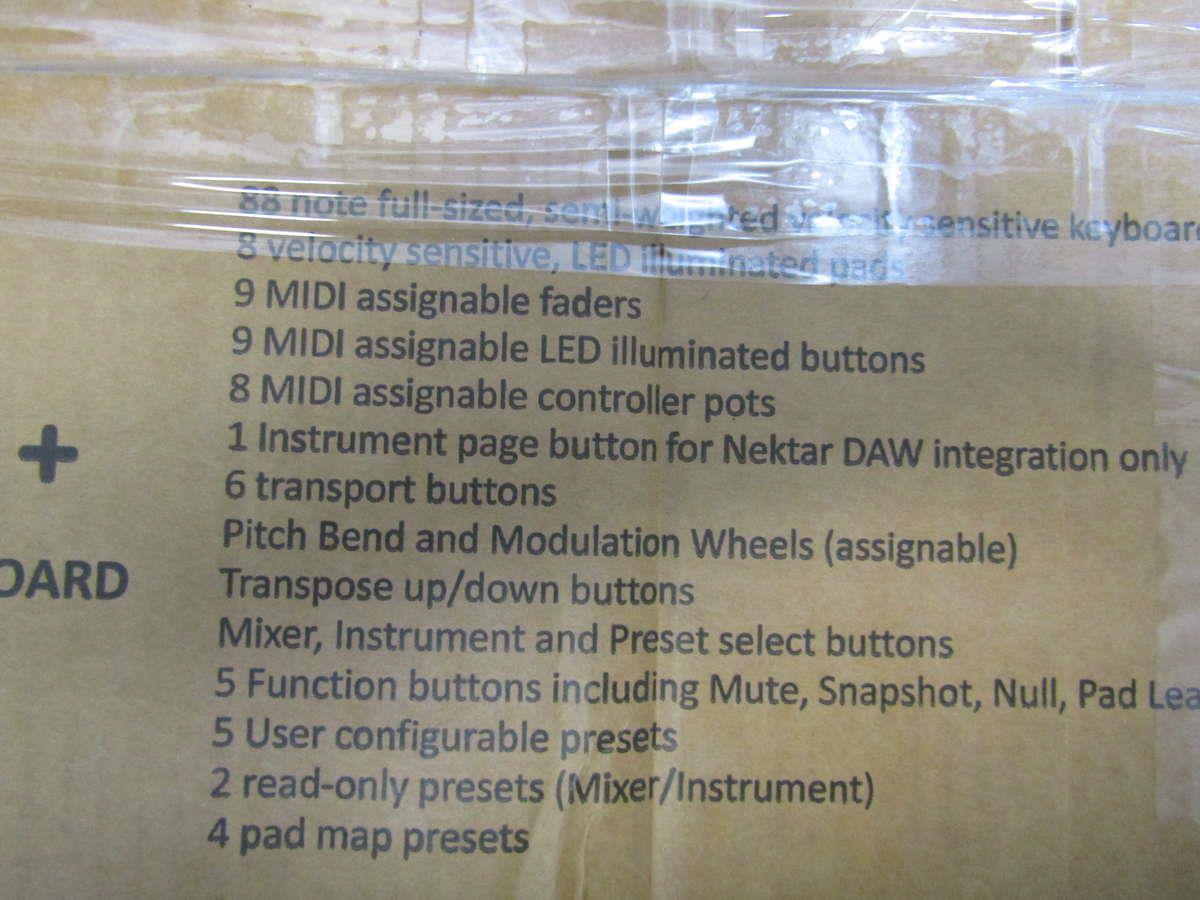 88 note full-sized, semi-weighted velocity sensitive keyboar
8 velocity sensitive, LED illuminated pads
9 MIDI assignable faders
9 MIDI assignable LED illuminated buttons
8 MIDI assignable controller pots
+
1 Instrument page button for Nektar DAW integration only
6 transport buttons
Pitch Bend and Modulation Wheels (assignable)
OARD
Transpose up/down buttons
Mixer, Instrument and Preset select buttons
5 Function buttons including Mute, Snapshot, Null, Pad Lea
5 User configurable presets
2 read-only presets (Mixer/Instrument)
4 pad map presets